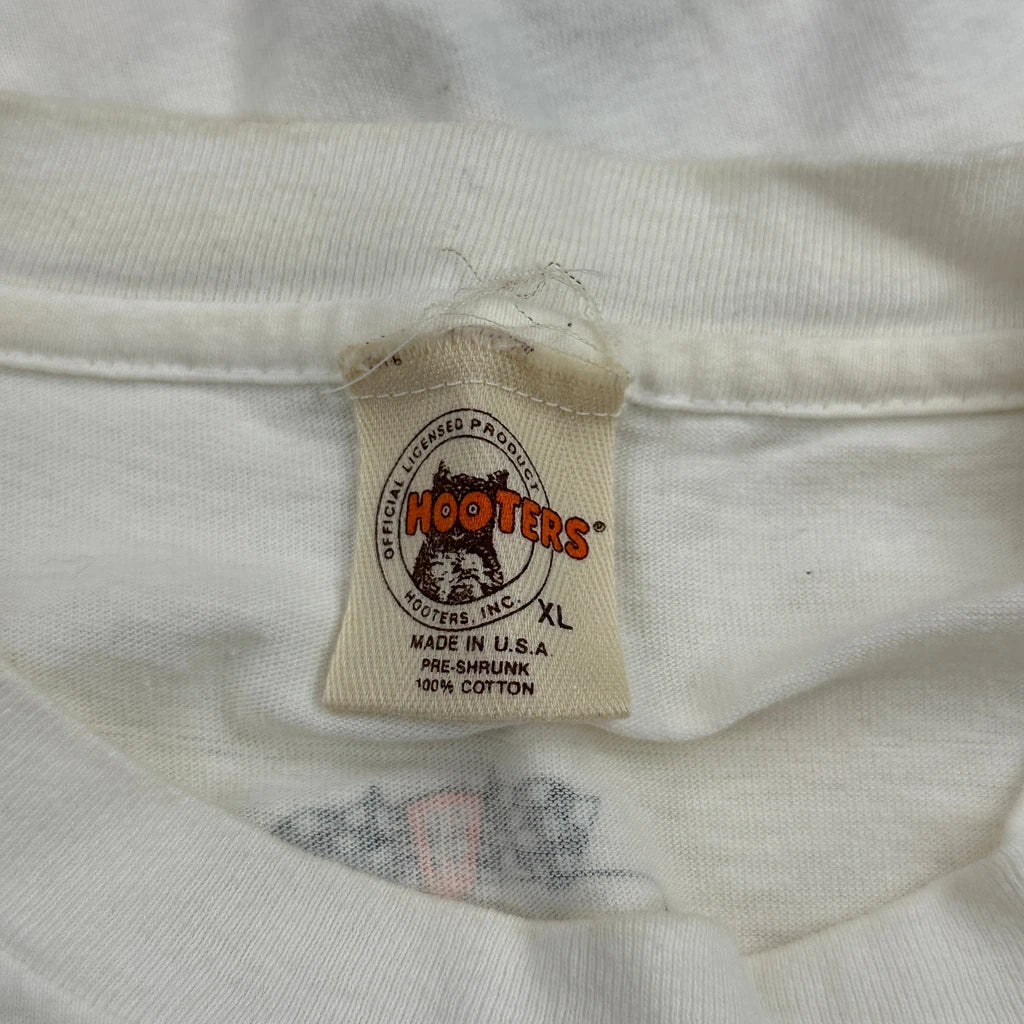 OFFICIAL LICENSED PRODUCT
HOOTERS®
HOOTERS, INC.
XL
MADE IN U.S.A
PRE-SHRUNK
100% COTTON